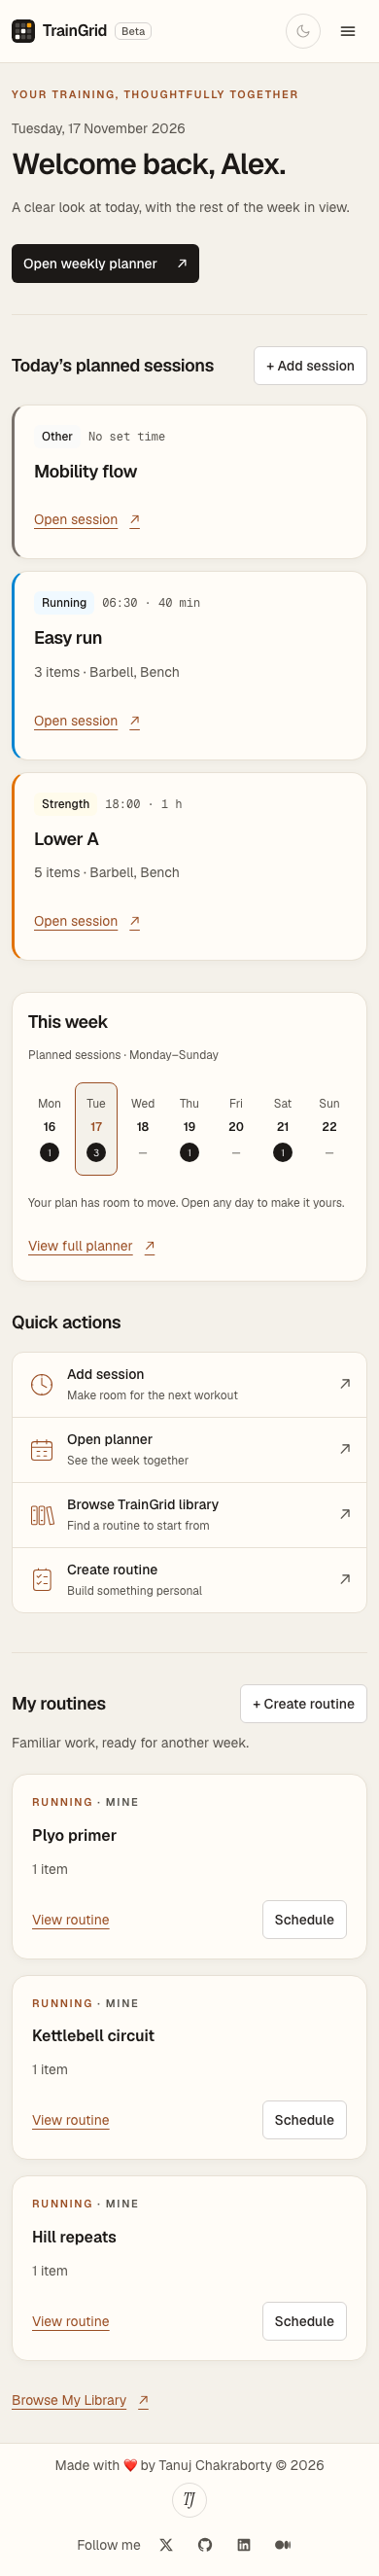 TrainGrid Beta
YOUR TRAINING, THOUGHTFULLY TOGETHER
Tuesday, 17 November 2026
Welcome back, Alex.
A clear look at today, with the rest of the week in view.
Open weekly planner ↗
Today’s planned sessions
+ Add session
Other No set time
Mobility flow
Open session ↗
Running 06:30 · 40 min
Easy run
3 items · Barbell, Bench
Open session ↗
Strength 18:00 · 1 h
Lower A
5 items · Barbell, Bench
Open session ↗
This week
Planned sessions · Monday–Sunday
Mon Tue Wed Thu Fri Sat Sun
16 17 18 19 20 21 22
1 3 — 1 — 1 —
Your plan has room to move. Open any day to make it yours.
View full planner ↗
Quick actions
Add session ↗
Make room for the next workout
Open planner ↗
See the week together
Browse TrainGrid library ↗
Find a routine to start from
Create routine ↗
Build something personal
My routines
+ Create routine
Familiar work, ready for another week.
RUNNING · MINE
Plyo primer
1 item
View routine Schedule
RUNNING · MINE
Kettlebell circuit
1 item
View routine Schedule
RUNNING · MINE
Hill repeats
1 item
View routine Schedule
Browse My Library ↗
Made with ❤️ by Tanuj Chakraborty © 2026
TJ
Follow me